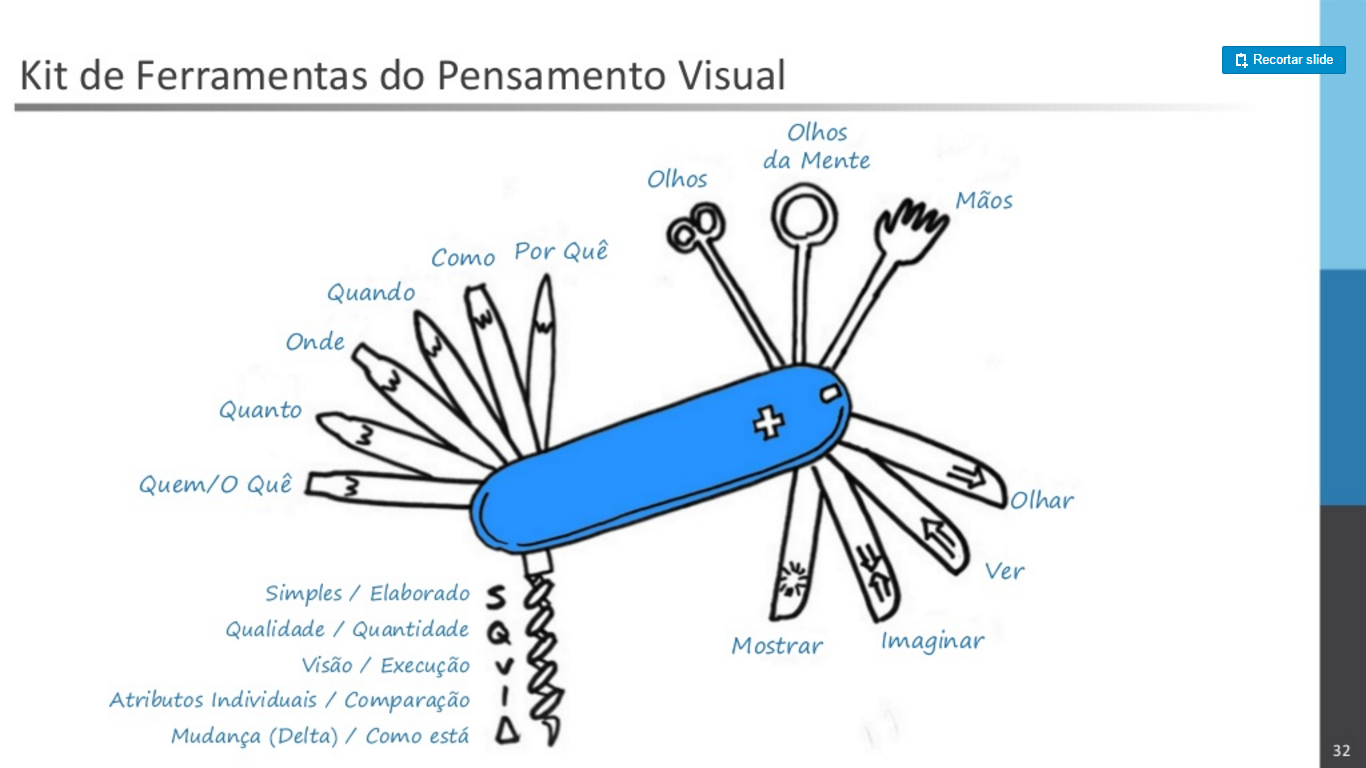 Kit de Ferramentas do Pensamento Visual
Recortar slide
Olhos
da Mente
Olhos
Mãos
Como
Por Quê
Quando
Onde
Quanto
Quem/O Quê
Olhar
Ver
Imaginar
Mostrar
Simples / Elaborado S
Qualidade / Quantidade Q
Visão / Execução V
Atributos Individuais / Comparação I
Mudança (Delta) / Como está Δ
32